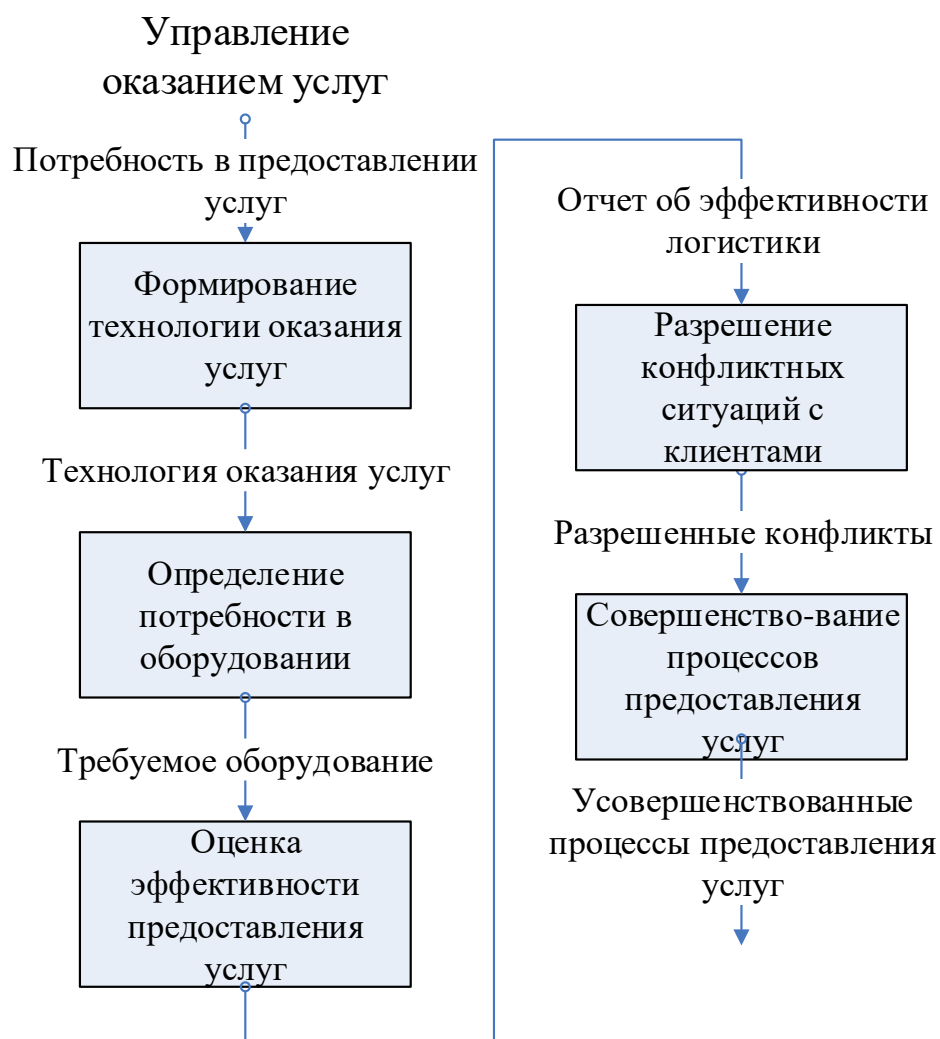 Управление
оказанием услуг
Потребность в предоставлении
услуг
Формирование
технологии оказания
услуг
Технология оказания услуг
Определение
потребности в
оборудовании
Требуемое оборудование
Оценка
эффективности
предоставления
услуг
Отчет об эффективности
логистики
Разрешение
конфликтных
ситуаций с
клиентами
Разрешенные конфликты
Совершенство-вание
процессов
предоставления
услуг
Усовершенствованные
процессы предоставления
услуг